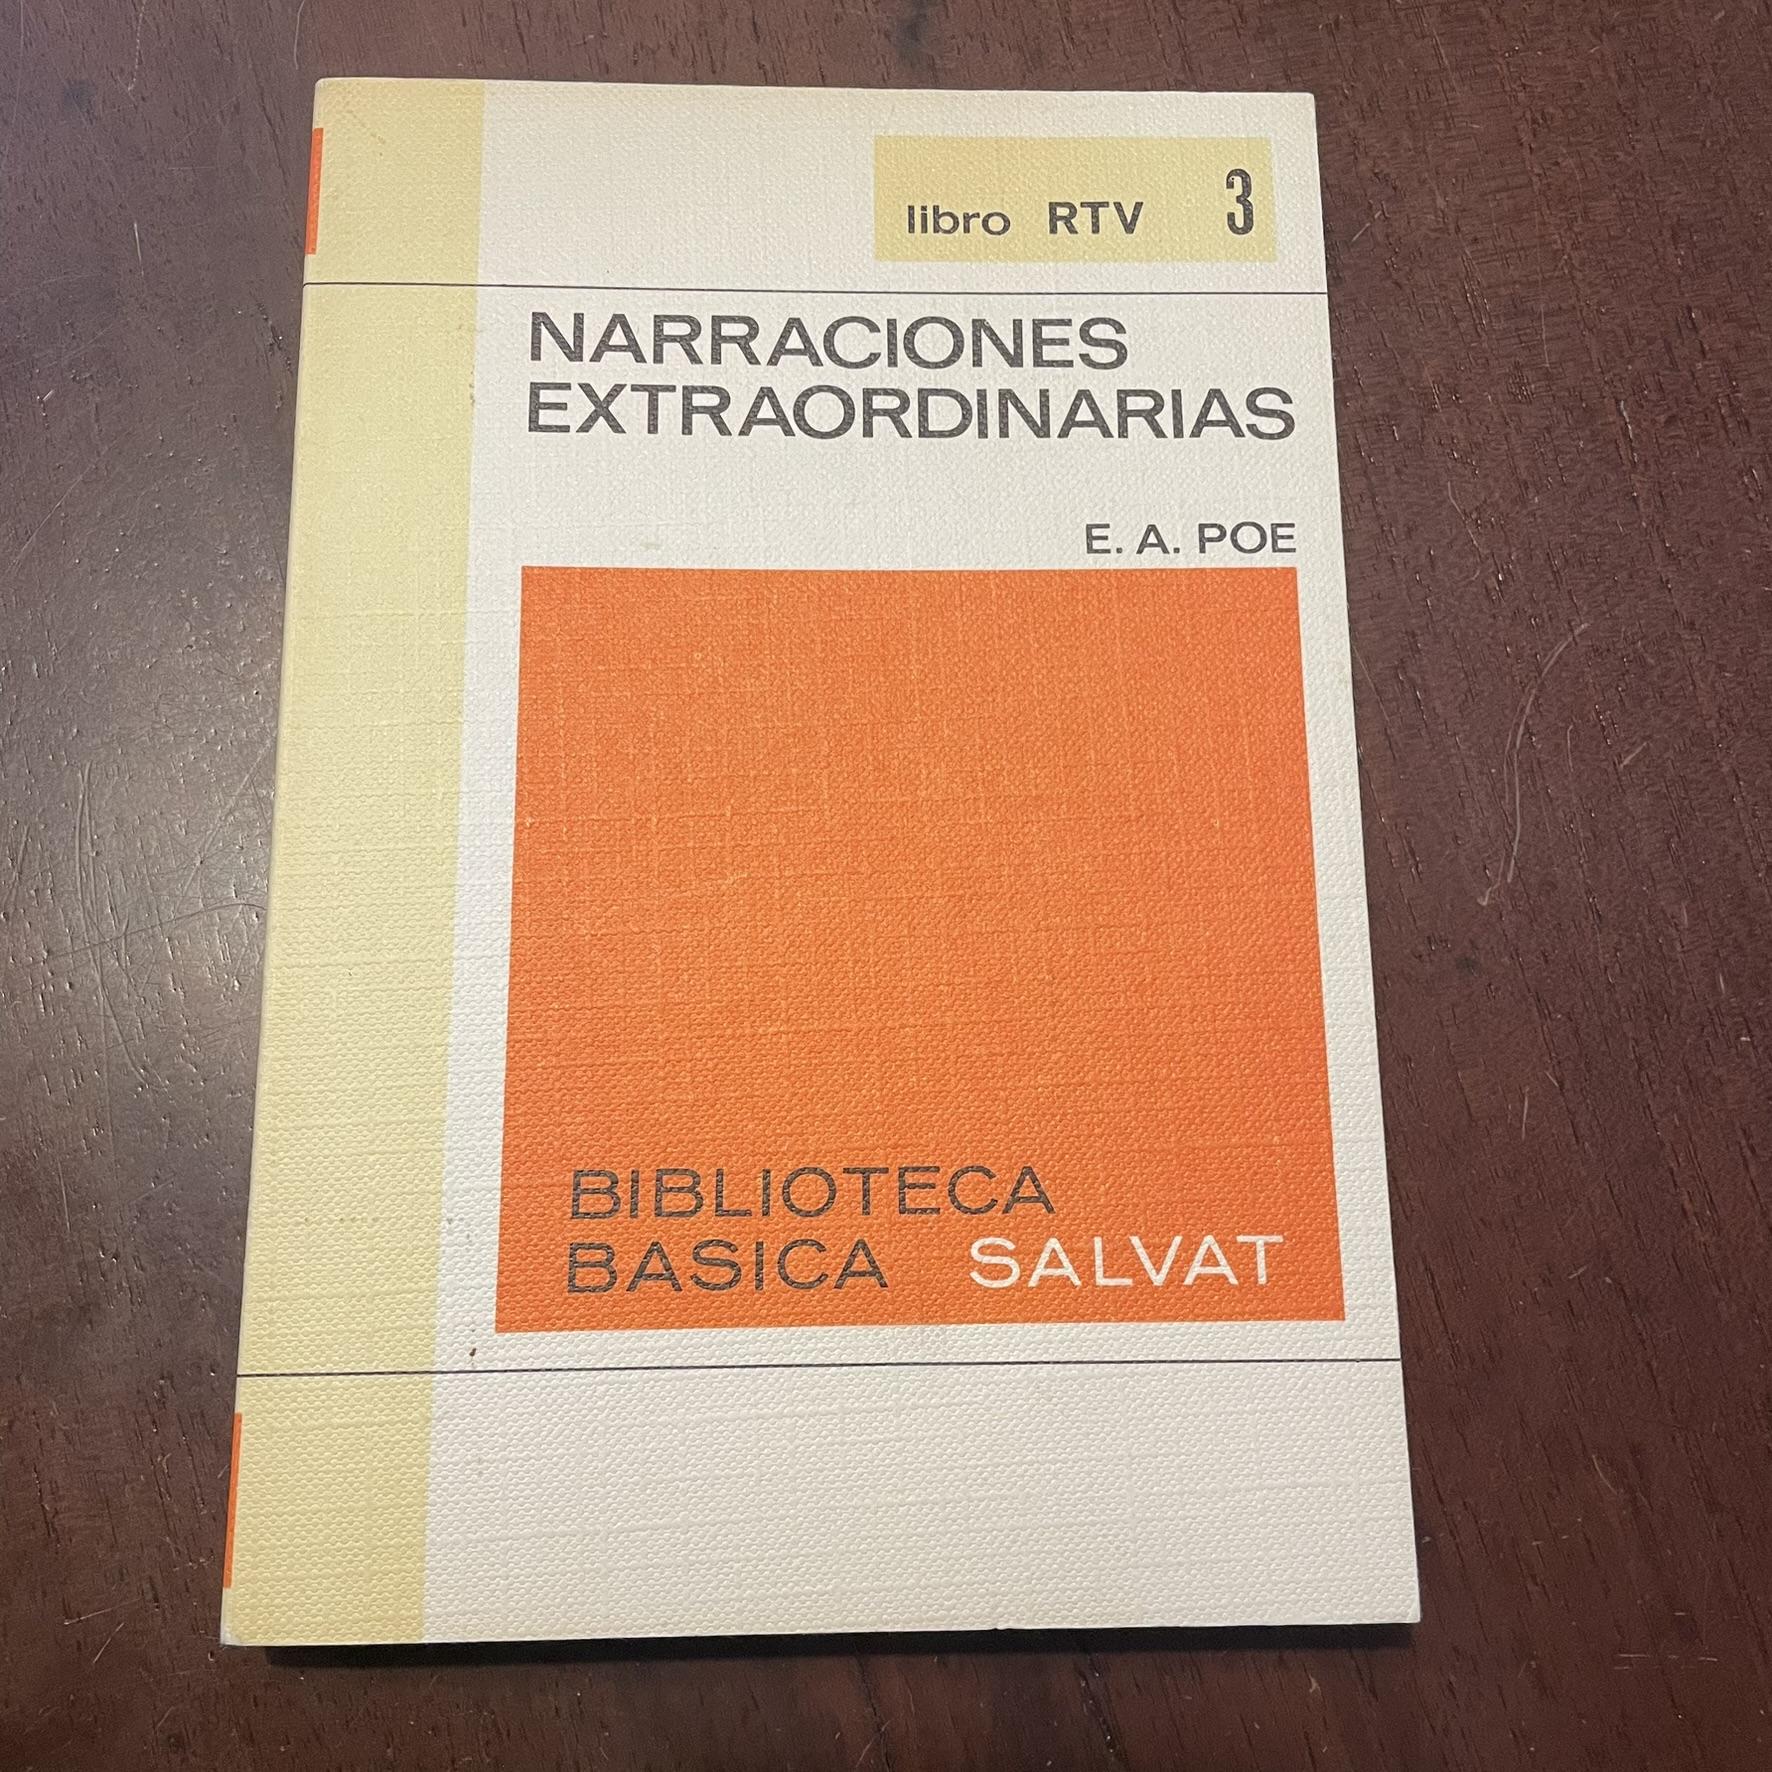 libro RTV 3
NARRACIONES
EXTRAORDINARIAS
E. A. POE
BIBLIOTECA
BASICA SALVAT